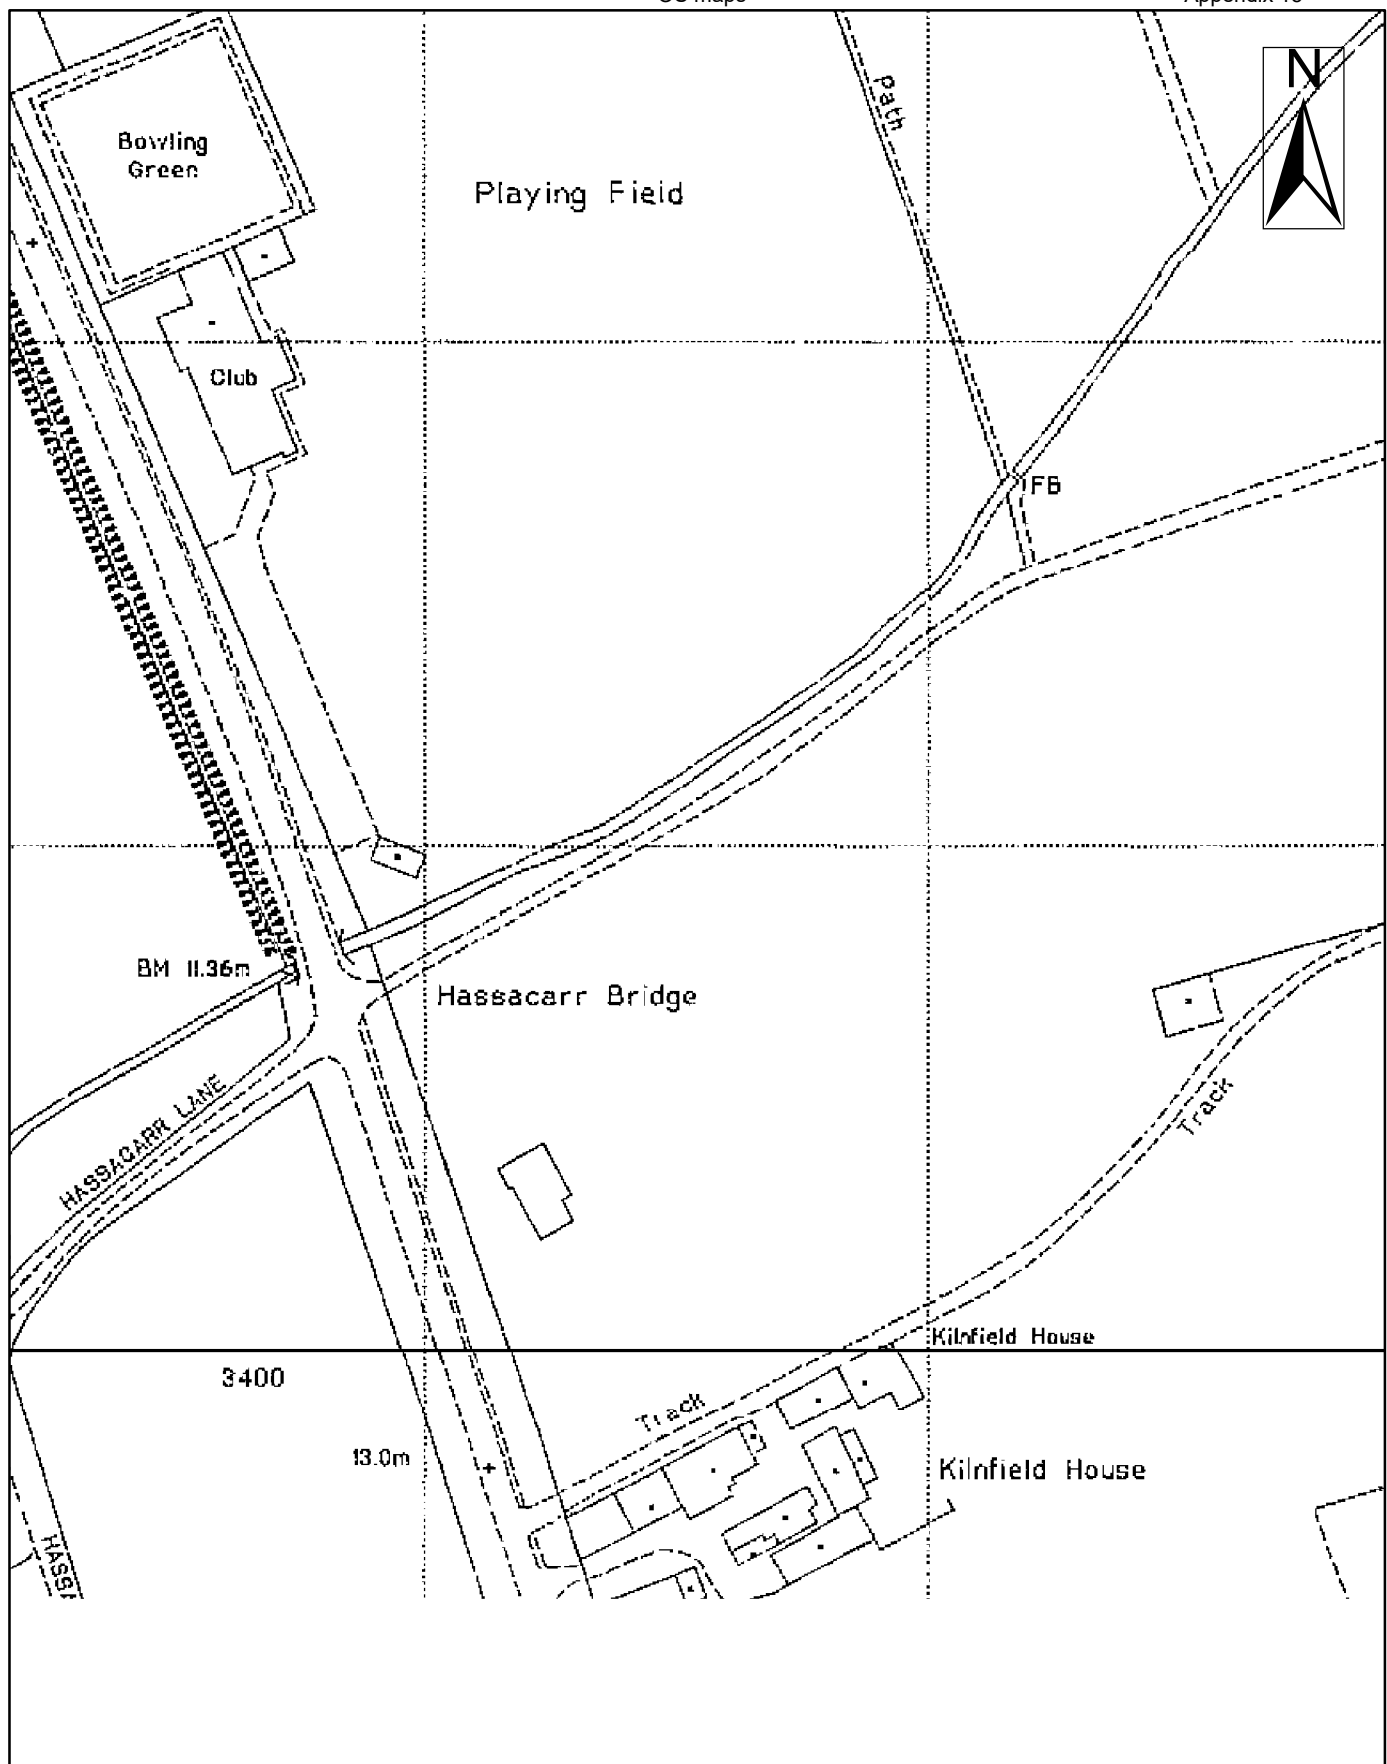 Path
N
Bowling
Green
Playing Field
Club
FB
BM 11.36m
Hassacarr Bridge
HASSACARR LANE
Track
Kilnfield House
3400
Track
13.0m
Kilnfield House